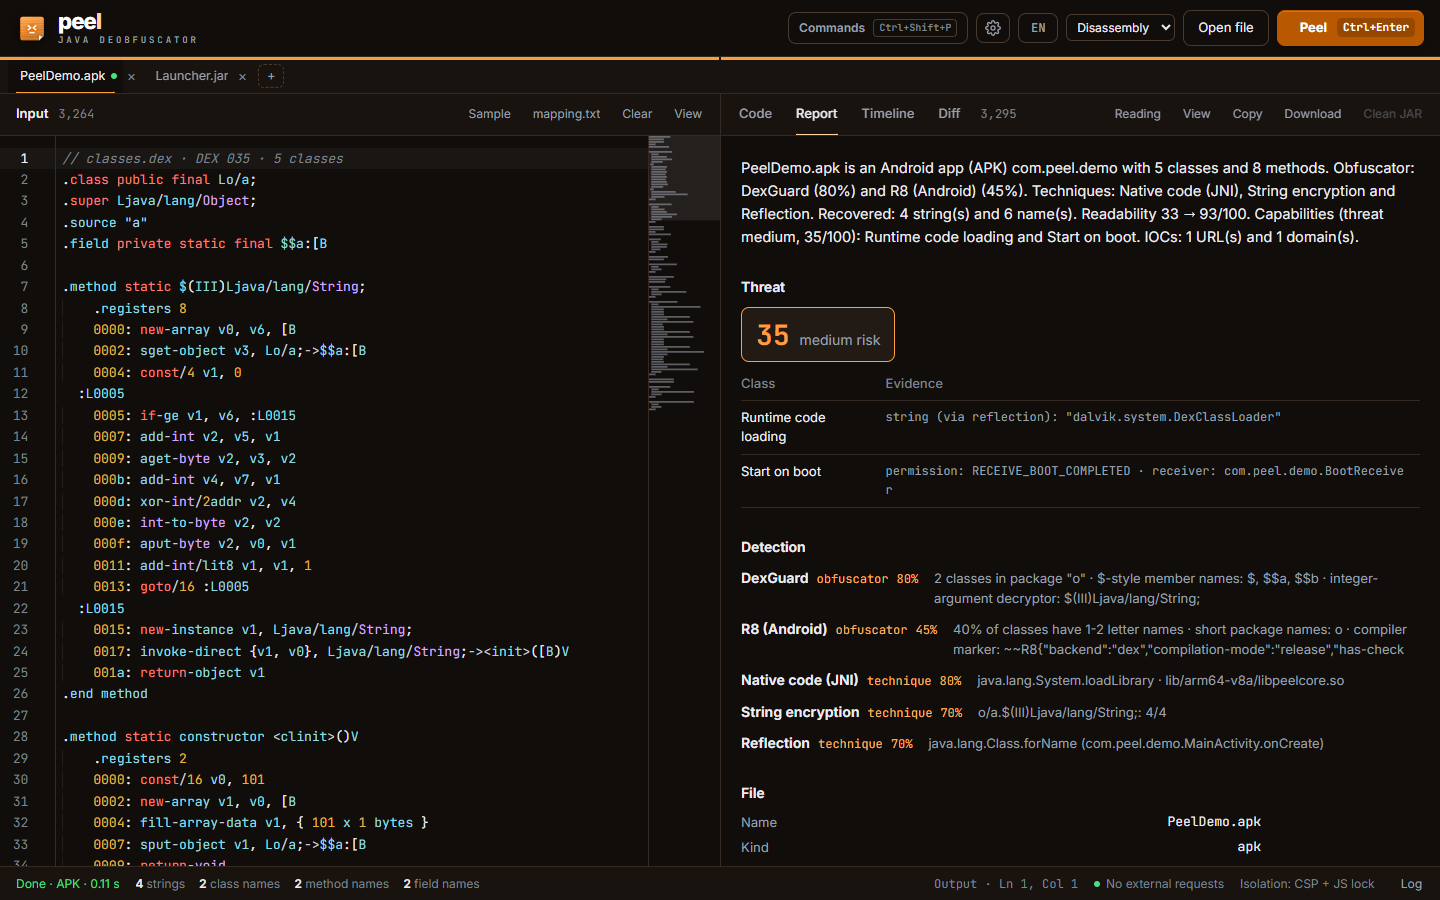 peel
JAVA DEOBFUSCATOR
Commands Ctrl+Shift+P
EN
Disassembly
Open file
Peel Ctrl+Enter
PeelDemo.apk ×
Launcher.jar ×
+
Input 3,264
Sample
mapping.txt
Clear
View
1 // classes.dex · DEX 035 · 5 classes
2 .class public final Lo/a;
3 .super Ljava/lang/Object;
4 .source "a"
5 .field private static final $$a:[B
6
7 .method static $(III)Ljava/lang/String;
8 .registers 8
9 0000: new-array v0, v6, [B
10 0002: sget-object v3, Lo/a;->$$a:[B
11 0004: const/4 v1, 0
12 :L0005
13 0005: if-ge v1, v6, :L0015
14 0007: add-int v2, v5, v1
15 0009: aget-byte v2, v3, v2
16 000b: add-int v4, v7, v1
17 000d: xor-int/2addr v2, v4
18 000e: int-to-byte v2, v2
19 000f: aput-byte v2, v0, v1
20 0011: add-int/lit8 v1, v1, 1
21 0013: goto/16 :L0005
22 :L0015
23 0015: new-instance v1, Ljava/lang/String;
24 0017: invoke-direct {v1, v0}, Ljava/lang/String;-><init>([B)V
25 001a: return-object v1
26 .end method
27
28 .method static constructor <clinit>()V
29 .registers 2
30 0000: const/16 v0, 101
31 0002: new-array v1, v0, [B
32 0004: fill-array-data v1, { 101 x 1 bytes }
33 0007: sput-object v1, Lo/a;->$$a:[B
34 0009: return-void
Code
Report
Timeline
Diff
3,295
Reading
View
Copy
Download
Clean JAR
PeelDemo.apk is an Android app (APK) com.peel.demo with 5 classes and 8 methods. Obfuscator:
DexGuard (80%) and R8 (Android) (45%). Techniques: Native code (JNI), String encryption and
Reflection. Recovered: 4 string(s) and 6 name(s). Readability 33 → 93/100. Capabilities (threat
medium, 35/100): Runtime code loading and Start on boot. IOCs: 1 URL(s) and 1 domain(s).
Threat
35 medium risk
Class Evidence
Runtime code string (via reflection): "dalvik.system.DexClassLoader"
loading
Start on boot permission: RECEIVE_BOOT_COMPLETED · receiver: com.peel.demo.BootReceive
r
Detection
DexGuard obfuscator 80% 2 classes in package "o" · $-style member names: $, $$a, $$b · integer-
argument decryptor: $(III)Ljava/lang/String;
R8 (Android) obfuscator 45% 40% of classes have 1-2 letter names · short package names: o · compiler
marker: ~~R8{"backend":"dex","compilation-mode":"release","has-check
Native code (JNI) technique 80% java.lang.System.loadLibrary · lib/arm64-v8a/libpeelcore.so
String encryption technique 70% o/a.$(III)Ljava/lang/String;: 4/4
Reflection technique 70% java.lang.Class.forName (com.peel.demo.MainActivity.onCreate)
File
Name PeelDemo.apk
Kind apk
Done · APK · 0.11 s
4 strings
2 class names
2 method names
2 field names
Output · Ln 1, Col 1
No external requests
Isolation: CSP + JS lock
Log